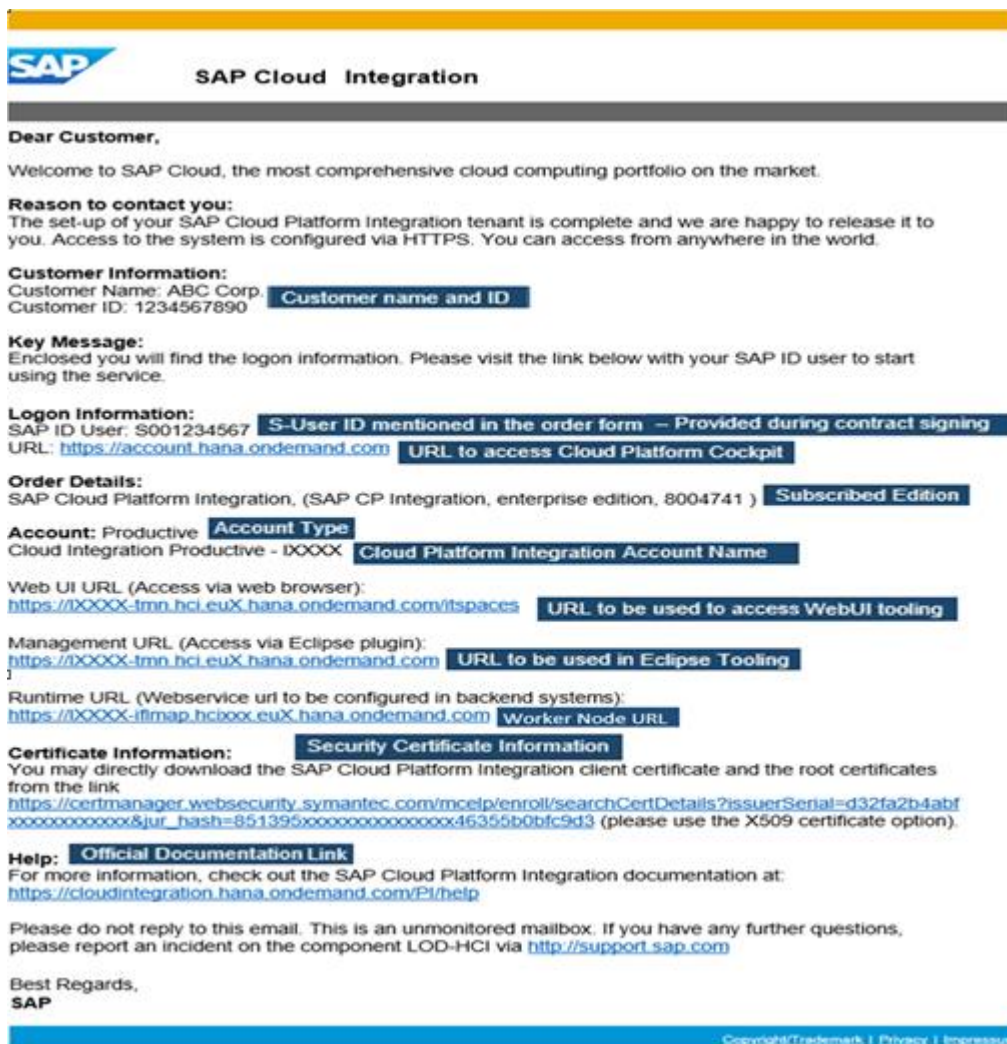 SAP
SAP Cloud Integration
Dear Customer,
Welcome to SAP Cloud, the most comprehensive cloud computing portfolio on the market.
Reason to contact you:
The set-up of your SAP Cloud Platform Integration tenant is complete and we are happy to release it to
you. Access to the system is configured via HTTPS. You can access from anywhere in the world.
Customer Information:
Customer Name: ABC Corp.
Customer ID: 1234567890
Customer name and ID
Key Message:
Enclosed you will find the logon information. Please visit the link below with your SAP ID user to start
using the service.
Logon Information:
SAP ID User: S001234567 S-User ID mentioned in the order form – Provided during contract signing
URL: https://account.hana.ondemand.com URL to access Cloud Platform Cockpit
Order Details:
SAP Cloud Platform Integration, (SAP CP Integration, enterprise edition, 8004741 ) Subscribed Edition
Account: Productive Account Type
Cloud Integration Productive - IXXXX Cloud Platform Integration Account Name
Web UI URL (Access via web browser):
https://IXXXX-tmn.hci.euX.hana.ondemand.com/itspaces URL to be used to access WebUI tooling
Management URL (Access via Eclipse plugin):
https://IXXXX-tmn.hci.euX.hana.ondemand.com URL to be used in Eclipse Tooling
Runtime URL (Webservice url to be configured in backend systems):
https://IXXXX-iflmap.hcixxx.euX.hana.ondemand.com Worker Node URL
Certificate Information: Security Certificate Information
You may directly download the SAP Cloud Platform Integration client certificate and the root certificates
from the link
https://certmanager.websecurity.symantec.com/mcelp/enroll/searchCertDetails?issuerSerial=d32fa2b4abf
xxxxxxxxxxxx&jur_hash=851395xxxxxxxxxxxxxxx46355b0bfc9d3 (please use the X509 certificate option).
Help: Official Documentation Link
For more information, check out the SAP Cloud Platform Integration documentation at:
https://cloudintegration.hana.ondemand.com/PI/help
Please do not reply to this email. This is an unmonitored mailbox. If you have any further questions,
please report an incident on the component LOD-HCI via http://support.sap.com
Best Regards,
SAP
Copyright/Trademark | Privacy | Impressu